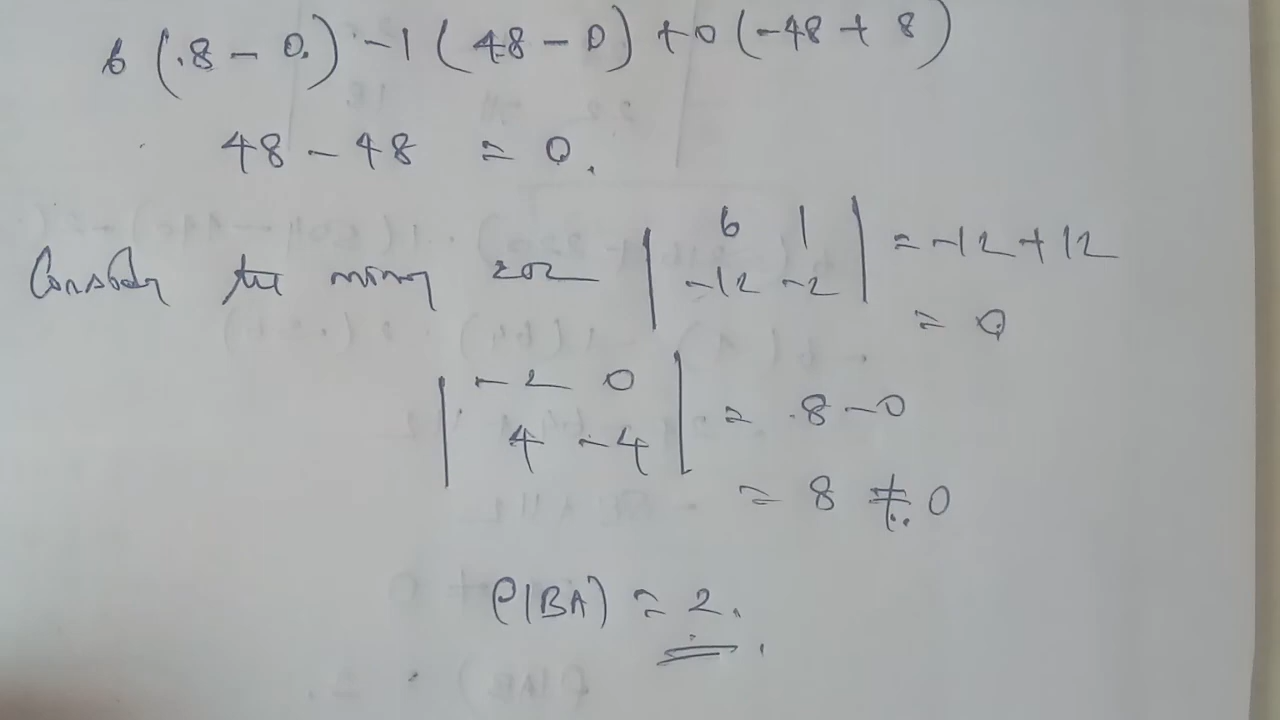 6 (.8 - 0.) - 1 (48 - 0) + 0 (-48 + 8)
48 - 48 = 0.
Consider the minor 2x2 | 6 1 | = -12 + 12
| -12 -2 | = 0
| -2 0 | = .8 - 0
| 4 -4 | = 8 ≠ 0
ρ(BA) = 2.